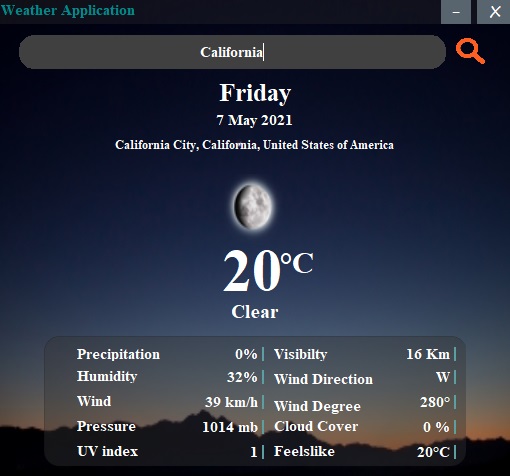 Weather Application
California
Friday
7 May 2021
California City, California, United States of America
20°C
Clear
Precipitation 0% | Visibilty 16 Km |
Humidity 32% | Wind Direction W |
Wind 39 km/h | Wind Degree 280° |
Pressure 1014 mb | Cloud Cover 0 % |
UV index 1 | Feelslike 20°C |